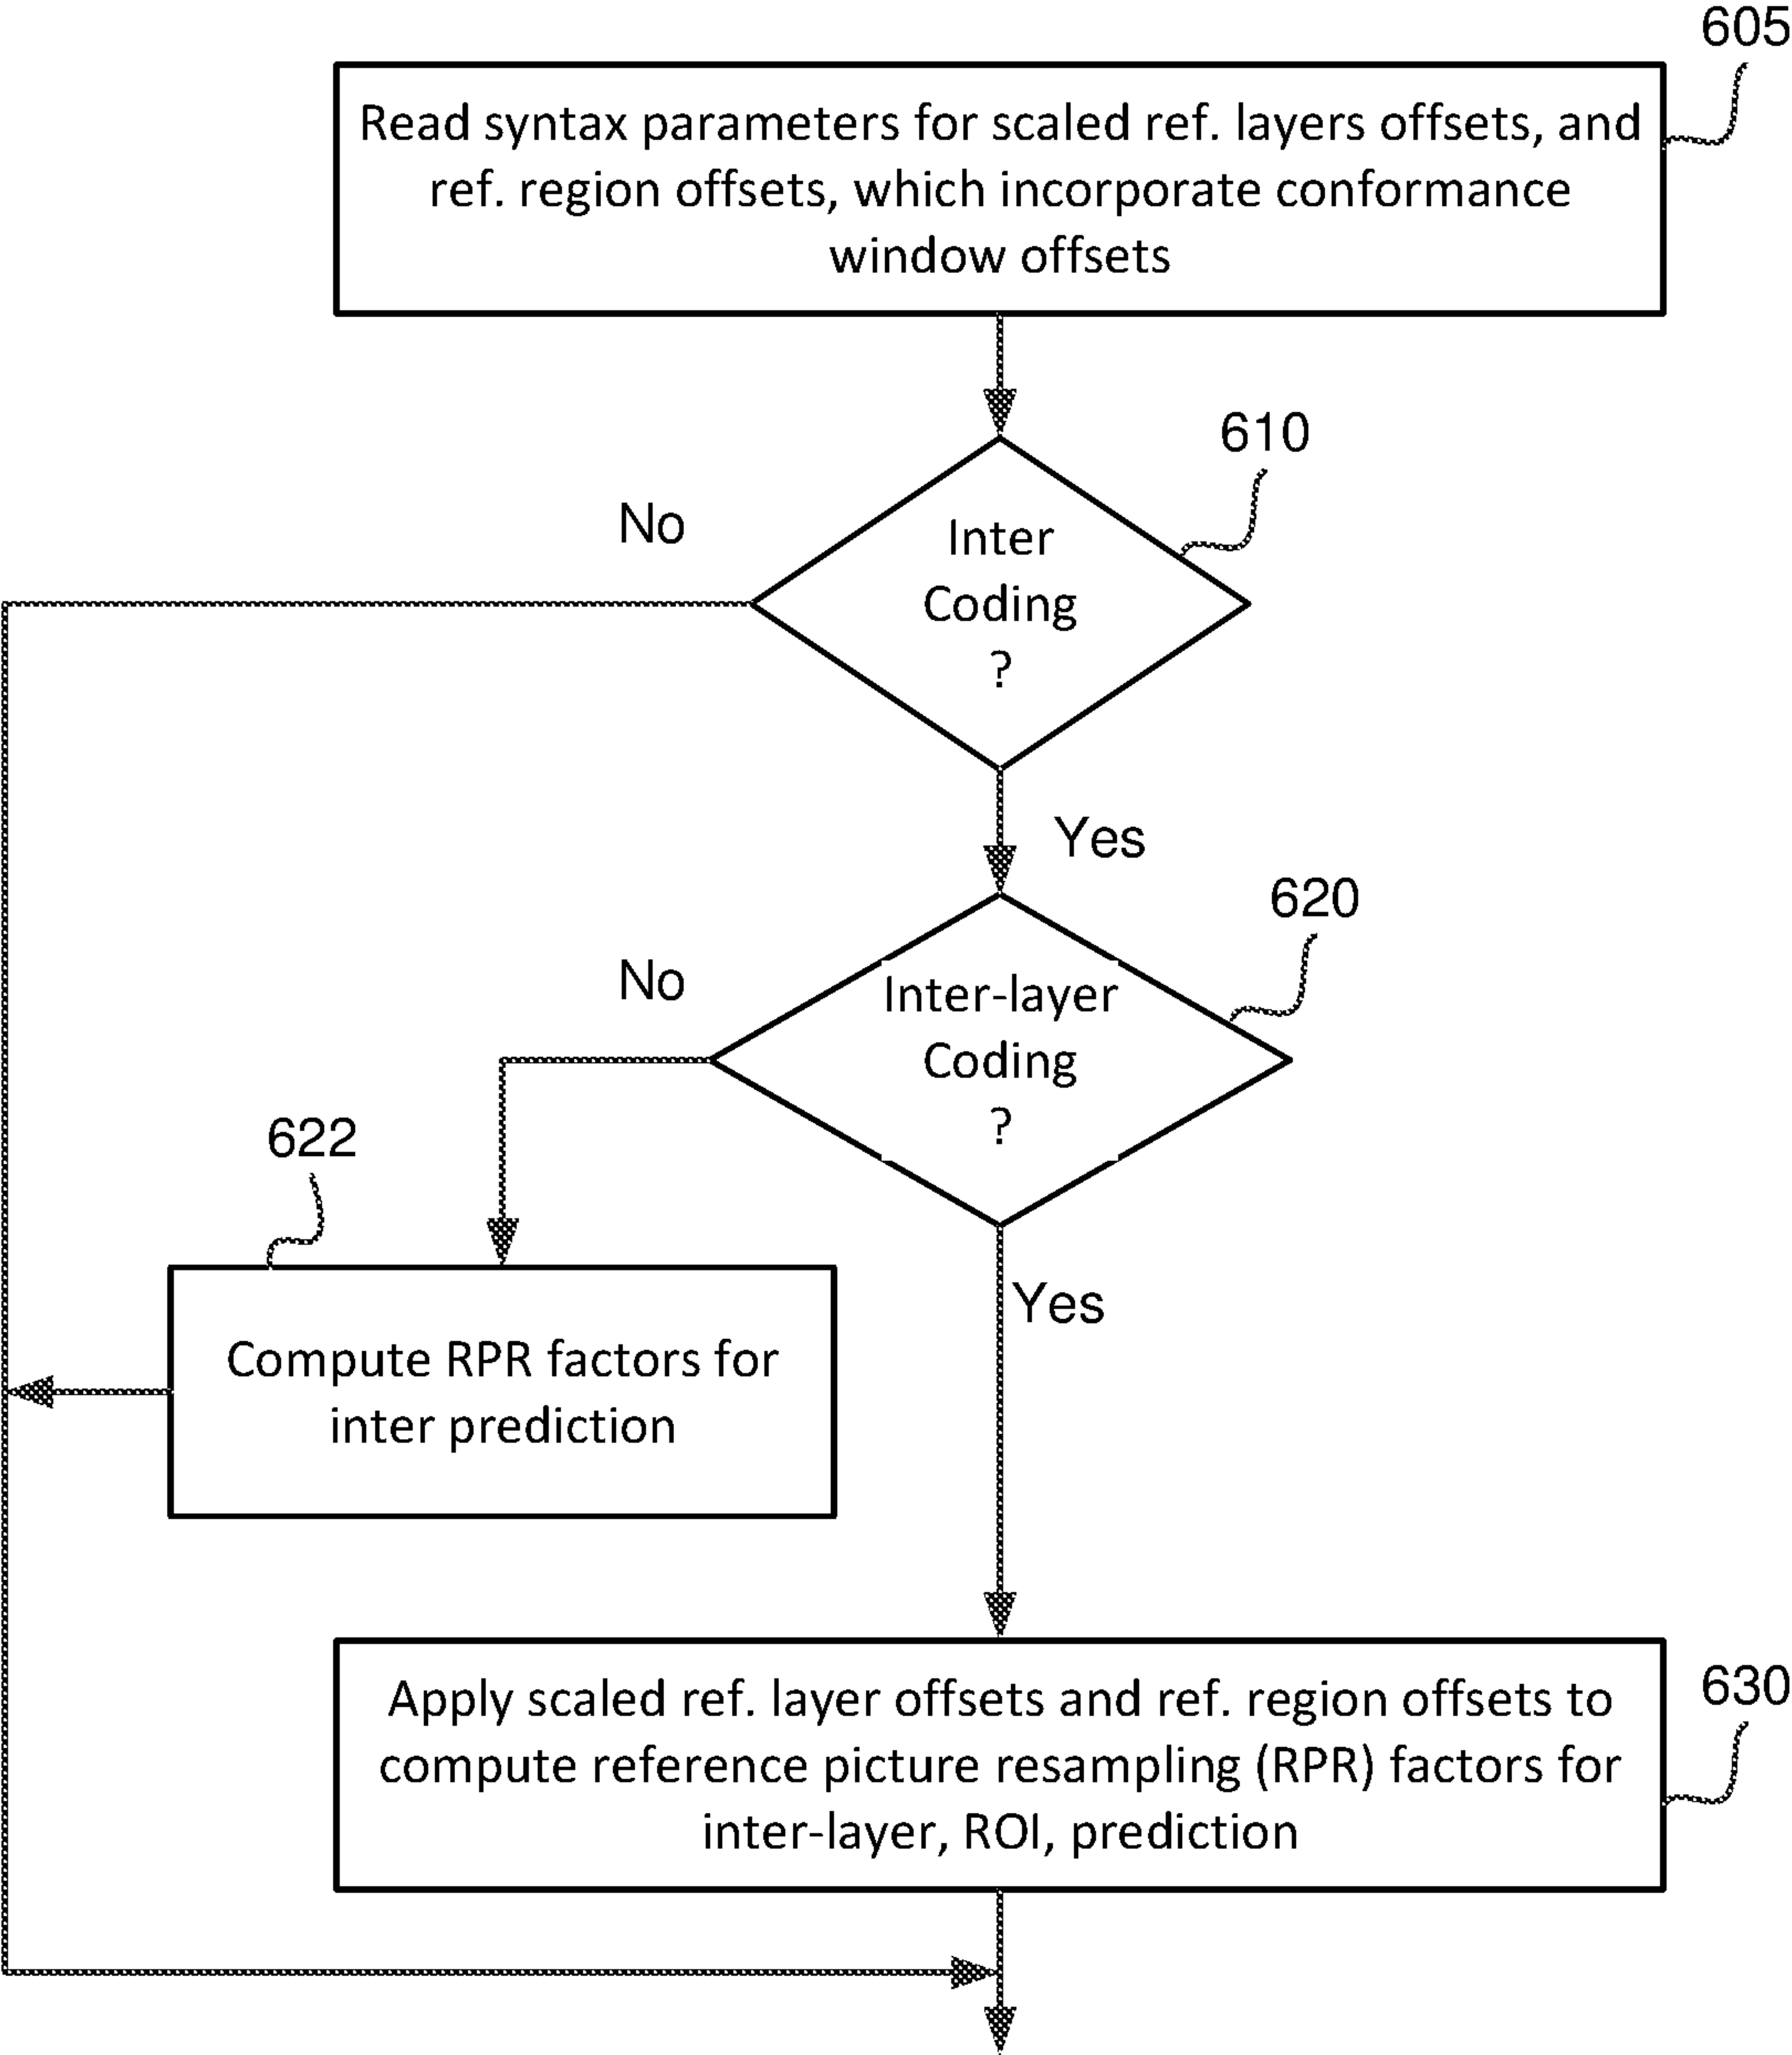 605
Read syntax parameters for scaled ref. layers offsets, and
ref. region offsets, which incorporate conformance
window offsets
610
No
Inter
Coding
?
Yes
620
No
Inter-layer
Coding
?
622
Yes
Compute RPR factors for
inter prediction
630
Apply scaled ref. layer offsets and ref. region offsets to
compute reference picture resampling (RPR) factors for
inter-layer, ROI, prediction